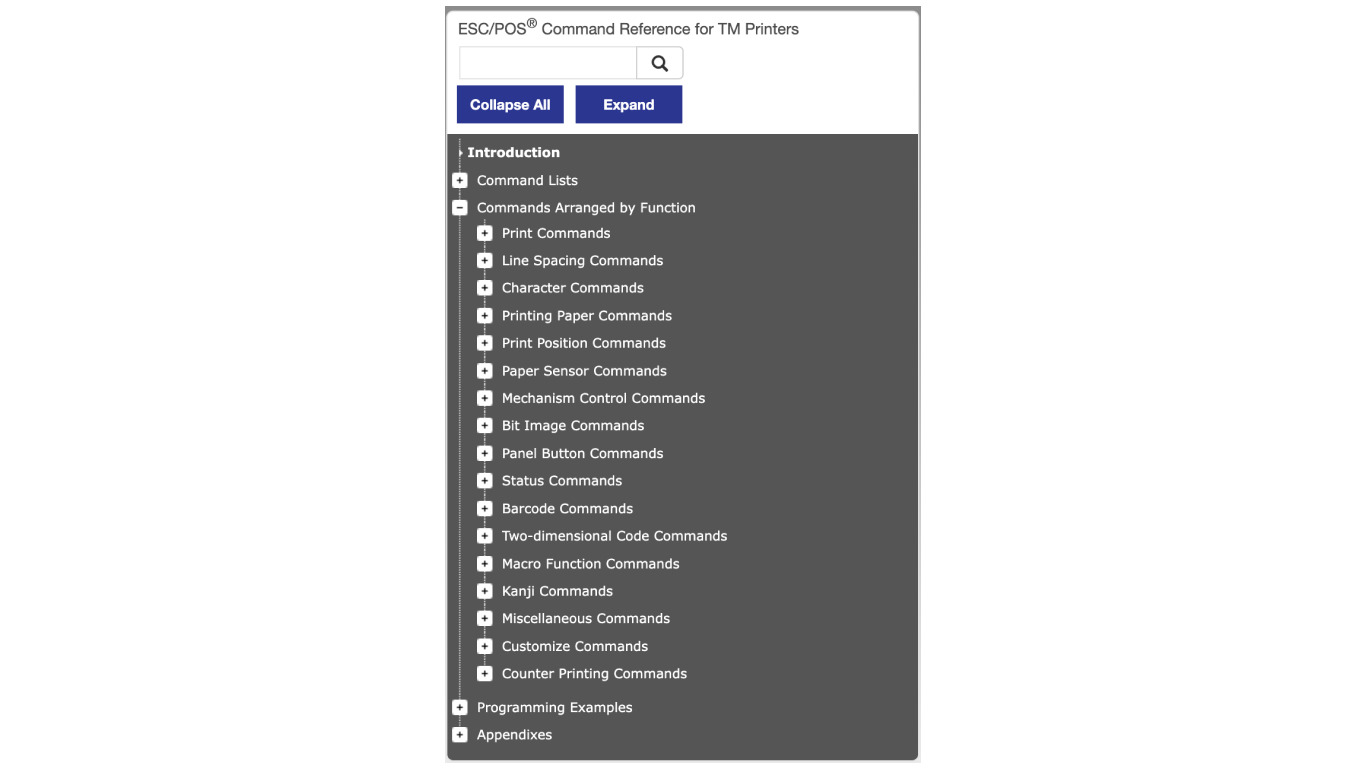 ESC/POS® Command Reference for TM Printers
Collapse All Expand
Introduction
Command Lists
Commands Arranged by Function
Print Commands
Line Spacing Commands
Character Commands
Printing Paper Commands
Print Position Commands
Paper Sensor Commands
Mechanism Control Commands
Bit Image Commands
Panel Button Commands
Status Commands
Barcode Commands
Two-dimensional Code Commands
Macro Function Commands
Kanji Commands
Miscellaneous Commands
Customize Commands
Counter Printing Commands
Programming Examples
Appendixes